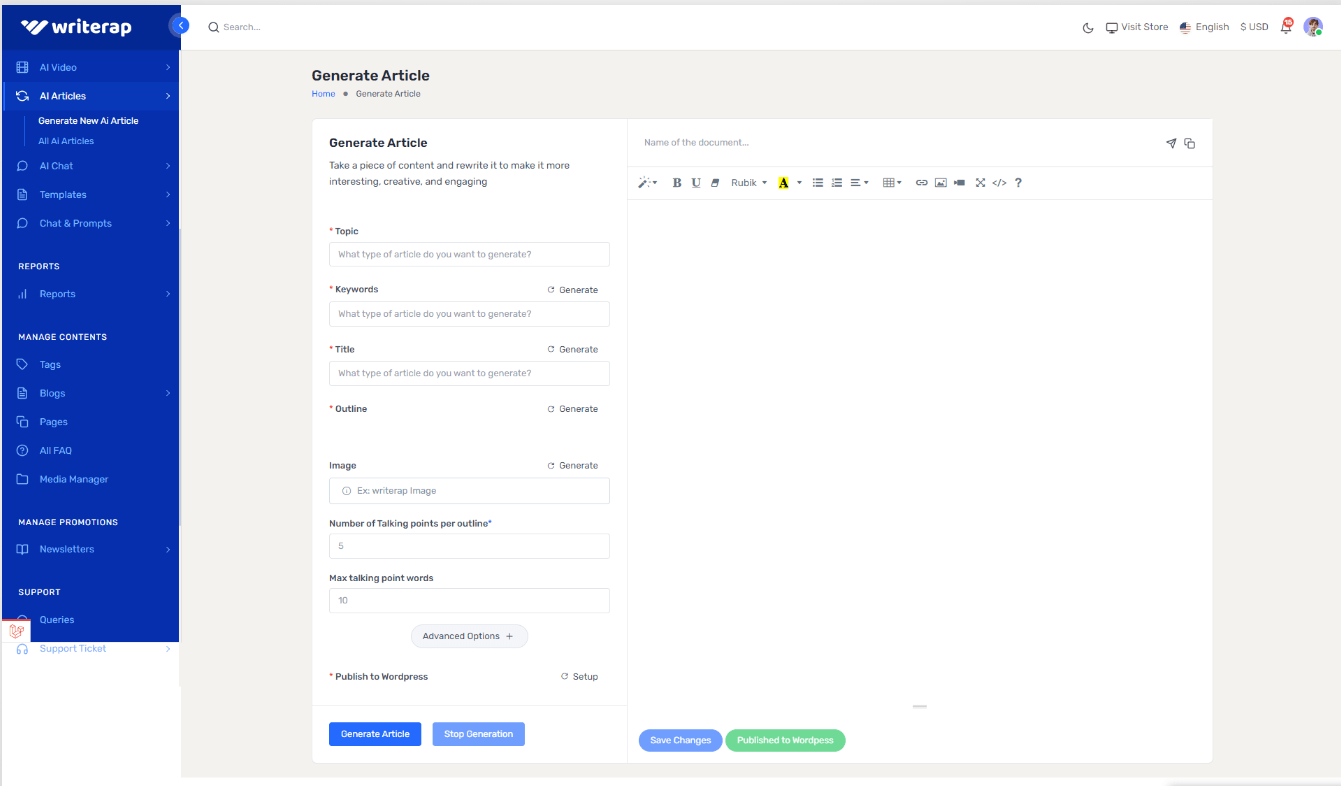 writerap
Search...
Visit Store
English
$ USD
15
AI Video
AI Articles
Generate New Ai Article
All Ai Articles
AI Chat
Templates
Chat & Prompts
REPORTS
Reports
MANAGE CONTENTS
Tags
Blogs
Pages
All FAQ
Media Manager
MANAGE PROMOTIONS
Newsletters
SUPPORT
Queries
Support Ticket
Generate Article
Home • Generate Article
Generate Article
Take a piece of content and rewrite it to make it more
interesting, creative, and engaging
* Topic
What type of article do you want to generate?
* Keywords
Generate
What type of article do you want to generate?
* Title
Generate
What type of article do you want to generate?
* Outline
Generate
Image
Generate
Ex: writerap Image
Number of Talking points per outline*
5
Max talking point words
10
Advanced Options +
* Publish to Wordpress
Setup
Generate Article
Stop Generation
Name of the document...
B U Rubik A </> ?
Save Changes
Published to Wordpess